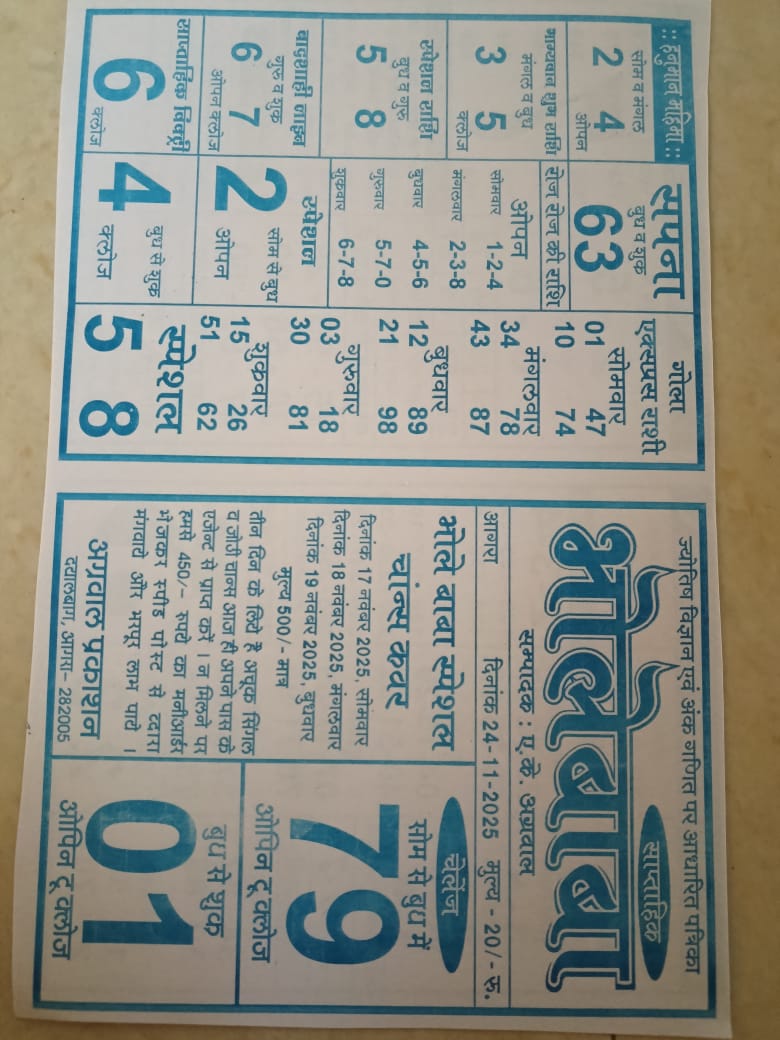 ज्योतिष विज्ञान एवं अंक गणित पर आधारित पत्रिका
साप्ताहिक
भोलेबाबा
सम्पादक : ए.के. अग्रवाल
आगरा दिनांक 24-11-2025 मुल्य - 20/- रु.
भोले बाबा स्पेशल
चांन्स कवर
दिनांक 17 नवंबर 2025, सोमवार
दिनांक 18 नवंबर 2025, मंगलवार
दिनांक 19 नवंबर 2025, बुधवार
मुल्य 500/- मात्र
तीन दिन के लिये है अचूक सिंगल
व जोड़ी चान्स आज ही अपने पास के
एजेन्ट से प्राप्त करें । न मिलने पर
हमसे 450/- रुपये का मनीआर्डर
भेजकर स्पीड पोस्ट से द्वारा
मंगवाये और भरपूर लाभ पाये ।
अग्रवाल प्रकाशन
दयालबाग, आगरा- 282005
चेलेंज
सोम से बुध में
79
ओपिन टू क्लोज
बुध से शुक्र
01
ओपिन टू क्लोज
::हनुमान महिमा::
सोम व मंगल
2 4
ओपन
भाग्यवान शुभ राशि
मंगल व बुध
3 5
क्लोज
स्पेशल राशि
बुध व गुरु
5 8
बादशाही लाइन
गुरु व शुक्र
6 7
ओपन क्लोज
साप्ताहिक विक्ट्री
6
क्लोज
सपना
बुध व शुक्र
63
रोज रोज की राशि
ओपन
सोमवार 1-2-4
मंगलवार 2-3-8
बुधवार 4-5-6
गुरुवार 5-7-0
शुक्रवार 6-7-8
स्पेशल
सोम से बुध
2
ओपन
बुध से शुक्र
4
क्लोज
गोला
एक्सप्रेस राशी
सोमवार
01 47
10 74
मंगलवार
34 78
43 87
बुधवार
12 89
21 98
गुरुवार
03 18
30 81
शुक्रवार
15 26
51 62
स्पेशल
5 8